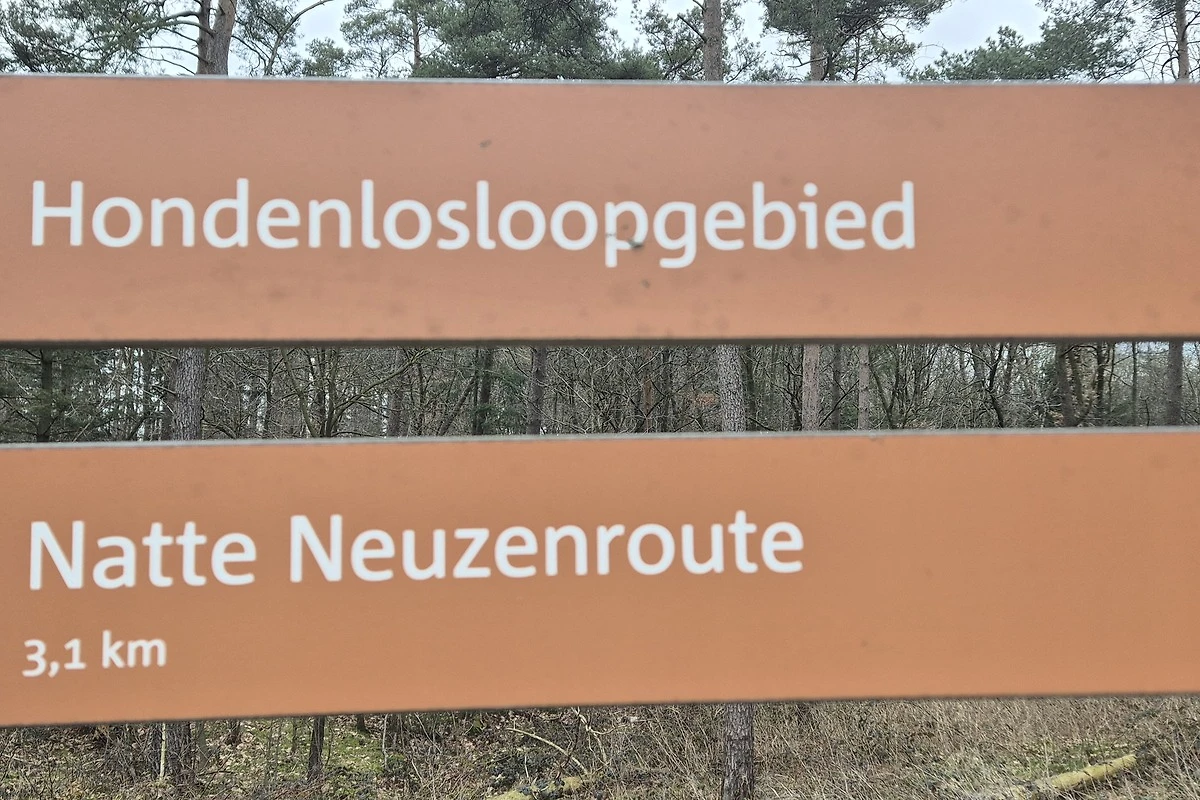 Hondenlosloopgebied
Natte Neuzenroute
3,1 km